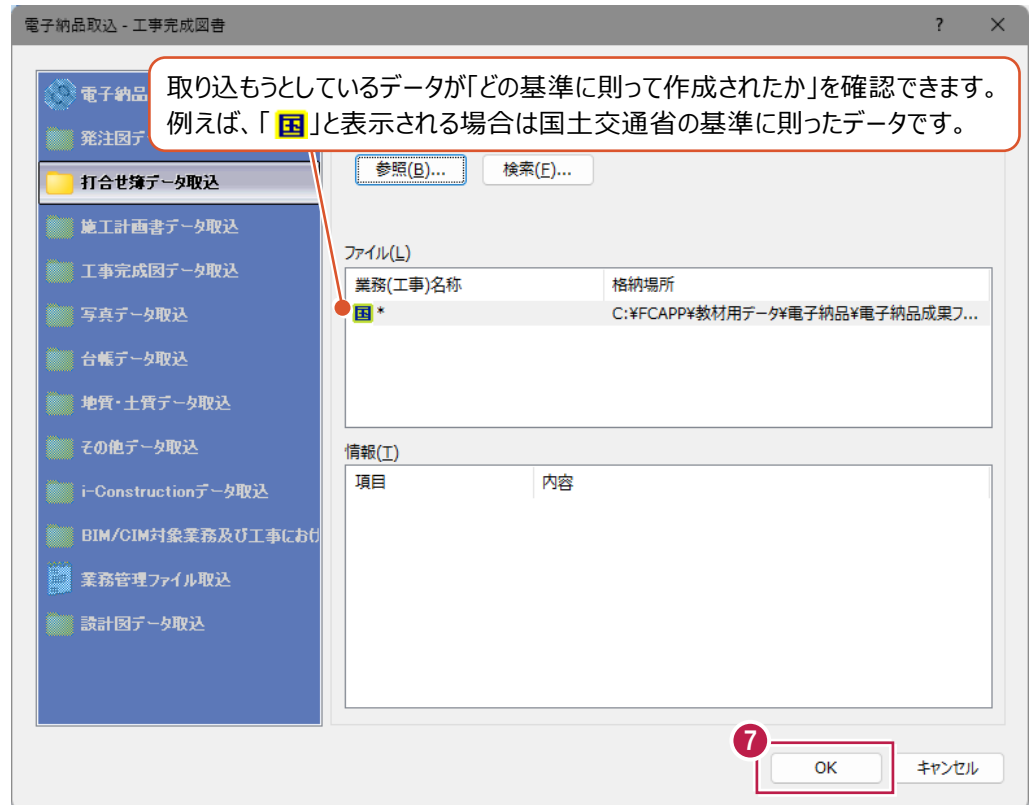 電子納品取込 - 工事完成図書
?
×
取り込もうとしているデータが「どの基準に則って作成されたか」を確認できます。
例えば、「国」と表示される場合は国土交通省の基準に則ったデータです。
電子納品
発注図デ
打合せ簿データ取込
施工計画書データ取込
工事完成図データ取込
写真データ取込
台帳データ取込
地質・土質データ取込
その他データ取込
i-Constructionデータ取込
BIM/CIM対象業務及び工事におけ
業務管理ファイル取込
設計図データ取込
参照(B)... 検索(F)...
ファイル(L)
業務(工事)名称 格納場所
国 * C:¥FCAPP¥教材用データ¥電子納品¥電子納品成果フ...
情報(T)
項目 内容
7
OK キャンセル